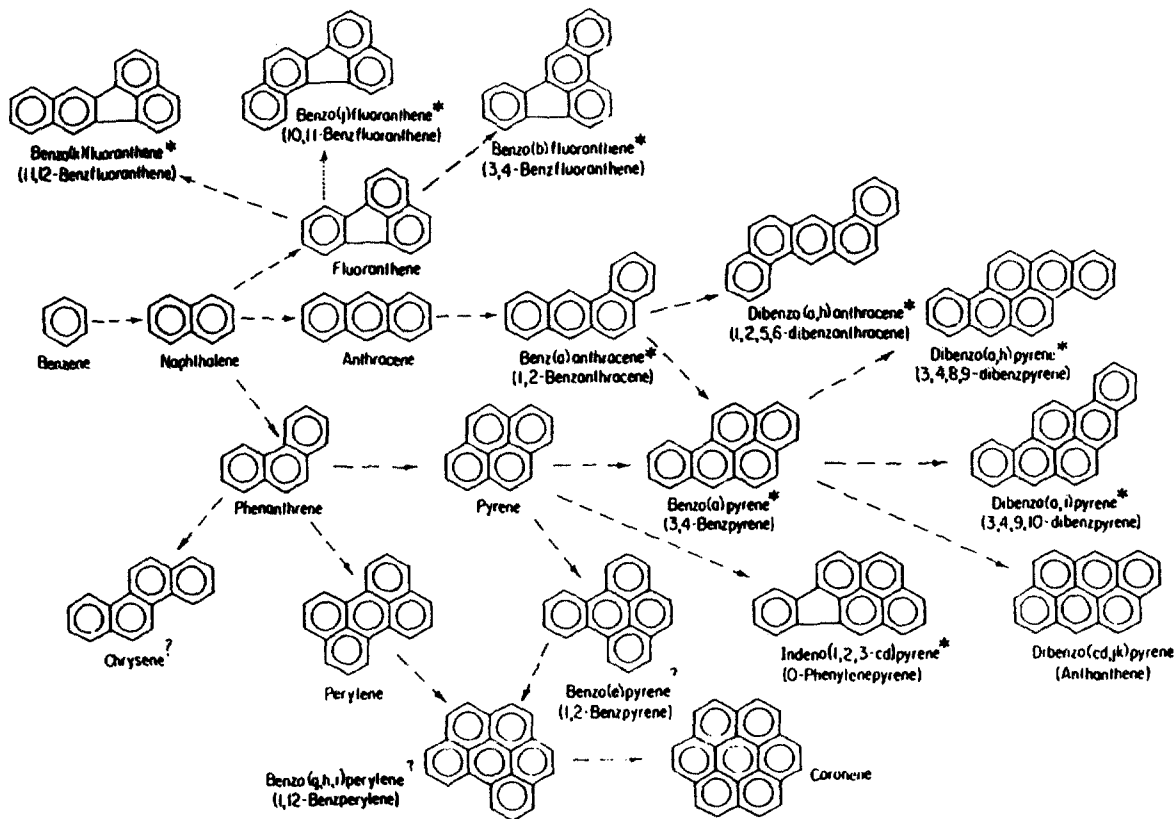 Benzo(j)fluoranthene*
(10,11-Benzfluoranthene)
Benzo(k)fluoranthene*
(11,12-Benzfluoranthene)
Benzo(b)fluoranthene*
(3,4-Benzfluoranthene)
Fluoranthene
Benzene
Naphthalene
Anthracene
Benz(a)anthracene*
(1,2-Benzanthracene)
Dibenzo(a,h)anthracene*
(1,2,5,6-dibenzanthracene)
Dibenzo(a,h)pyrene*
(3,4,8,9-dibenzpyrene)
Phenanthrene
Pyrene
Benzo(a)pyrene*
(3,4-Benzpyrene)
Dibenzo(a,i)pyrene*
(3,4,9,10-dibenzpyrene)
Chrysene?
Perylene
Benzo(e)pyrene?
(1,2-Benzpyrene)
Indeno(1,2,3-cd)pyrene*
(O-Phenylenepyrene)
Dibenzo(cd,jk)pyrene
(Anthanthene)
Benzo(g,h,i)perylene?
(1,12-Benzperylene)
Coronene